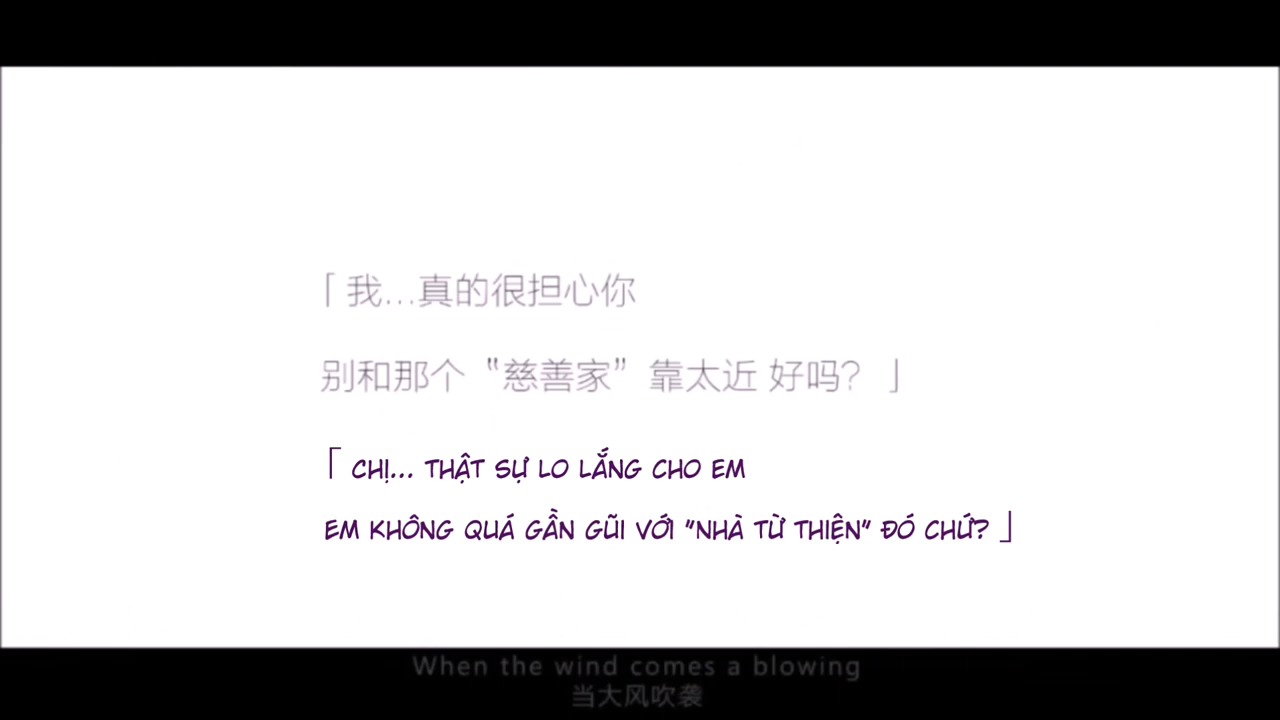 「 我...真的很担心你
别和那个 “慈善家” 靠太近 好吗? 」
「 CHỊ... THẬT SỰ LO LẮNG CHO EM
EM KHÔNG QUÁ GẦN GŨI VỚI "NHÀ TỪ THIỆN" ĐÓ CHỨ? 」
When the wind comes a blowing
当大风吹袭